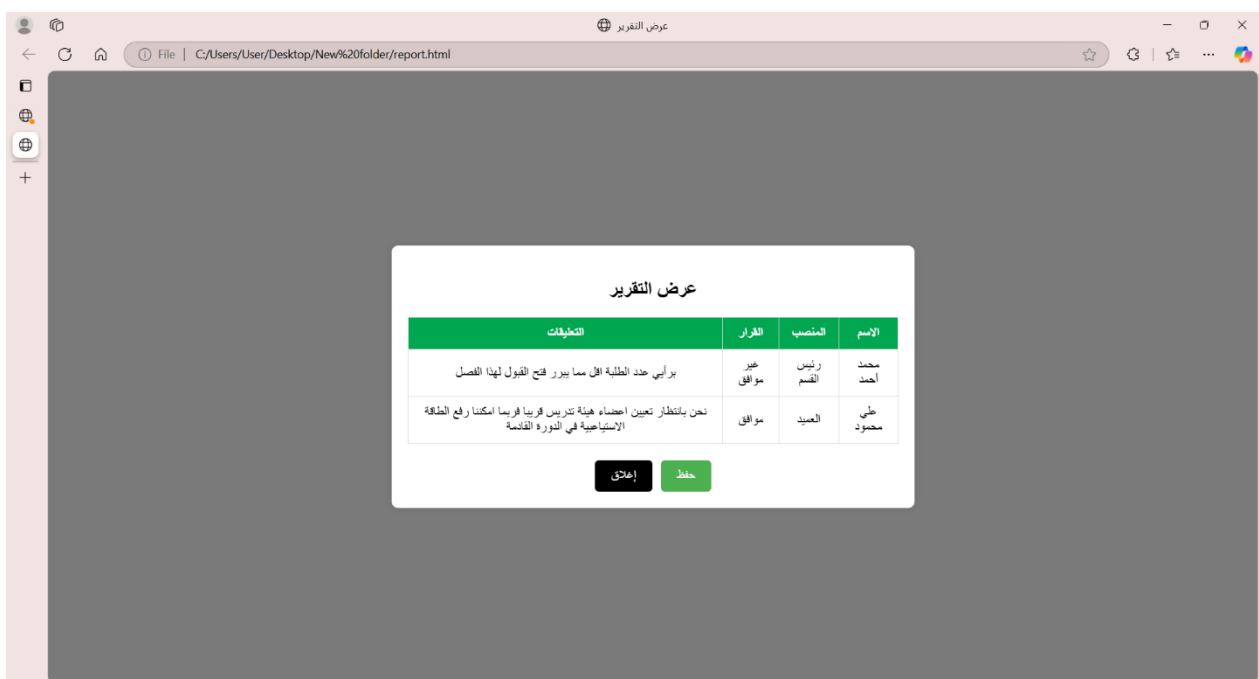 عرض التقرير
File | C:/Users/User/Desktop/New%20folder/report.html
عرض التقرير
الاسم المنصب القرار التعليقات
محمد أحمد رئيس القسم غير موافق برأيي عدد الطلبة اقل مما يبرر فتح القبول لهذا الفصل
علي محمود العميد موافق نحن بانتظار تعيين اعضاء هيئة تدريس قريبا فربما امكننا رفع الطاقة
الاستياعبية في الدورة القادمة
حفظ إغلاق